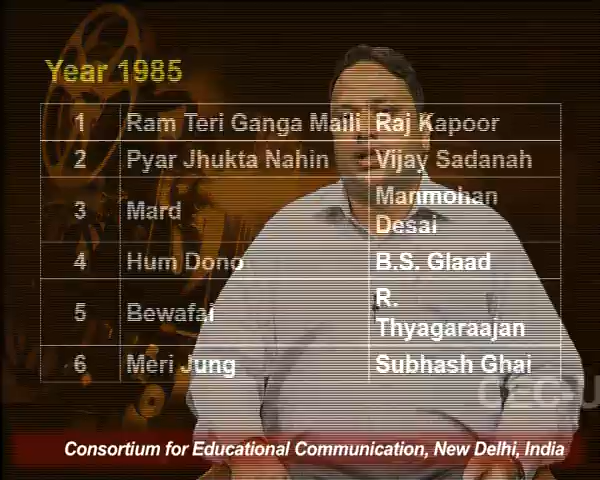 Year 1985
1 Ram Teri Ganga Maili Raj Kapoor
2 Pyar Jhukta Nahin Vijay Sadanah
3 Mard Manmohan
Desai
4 Hum Dono B.S. Glaad
5 Bewafai R.
Thyagaraajan
6 Meri Jung Subhash Ghai
CEC-U
Consortium for Educational Communication, New Delhi, India